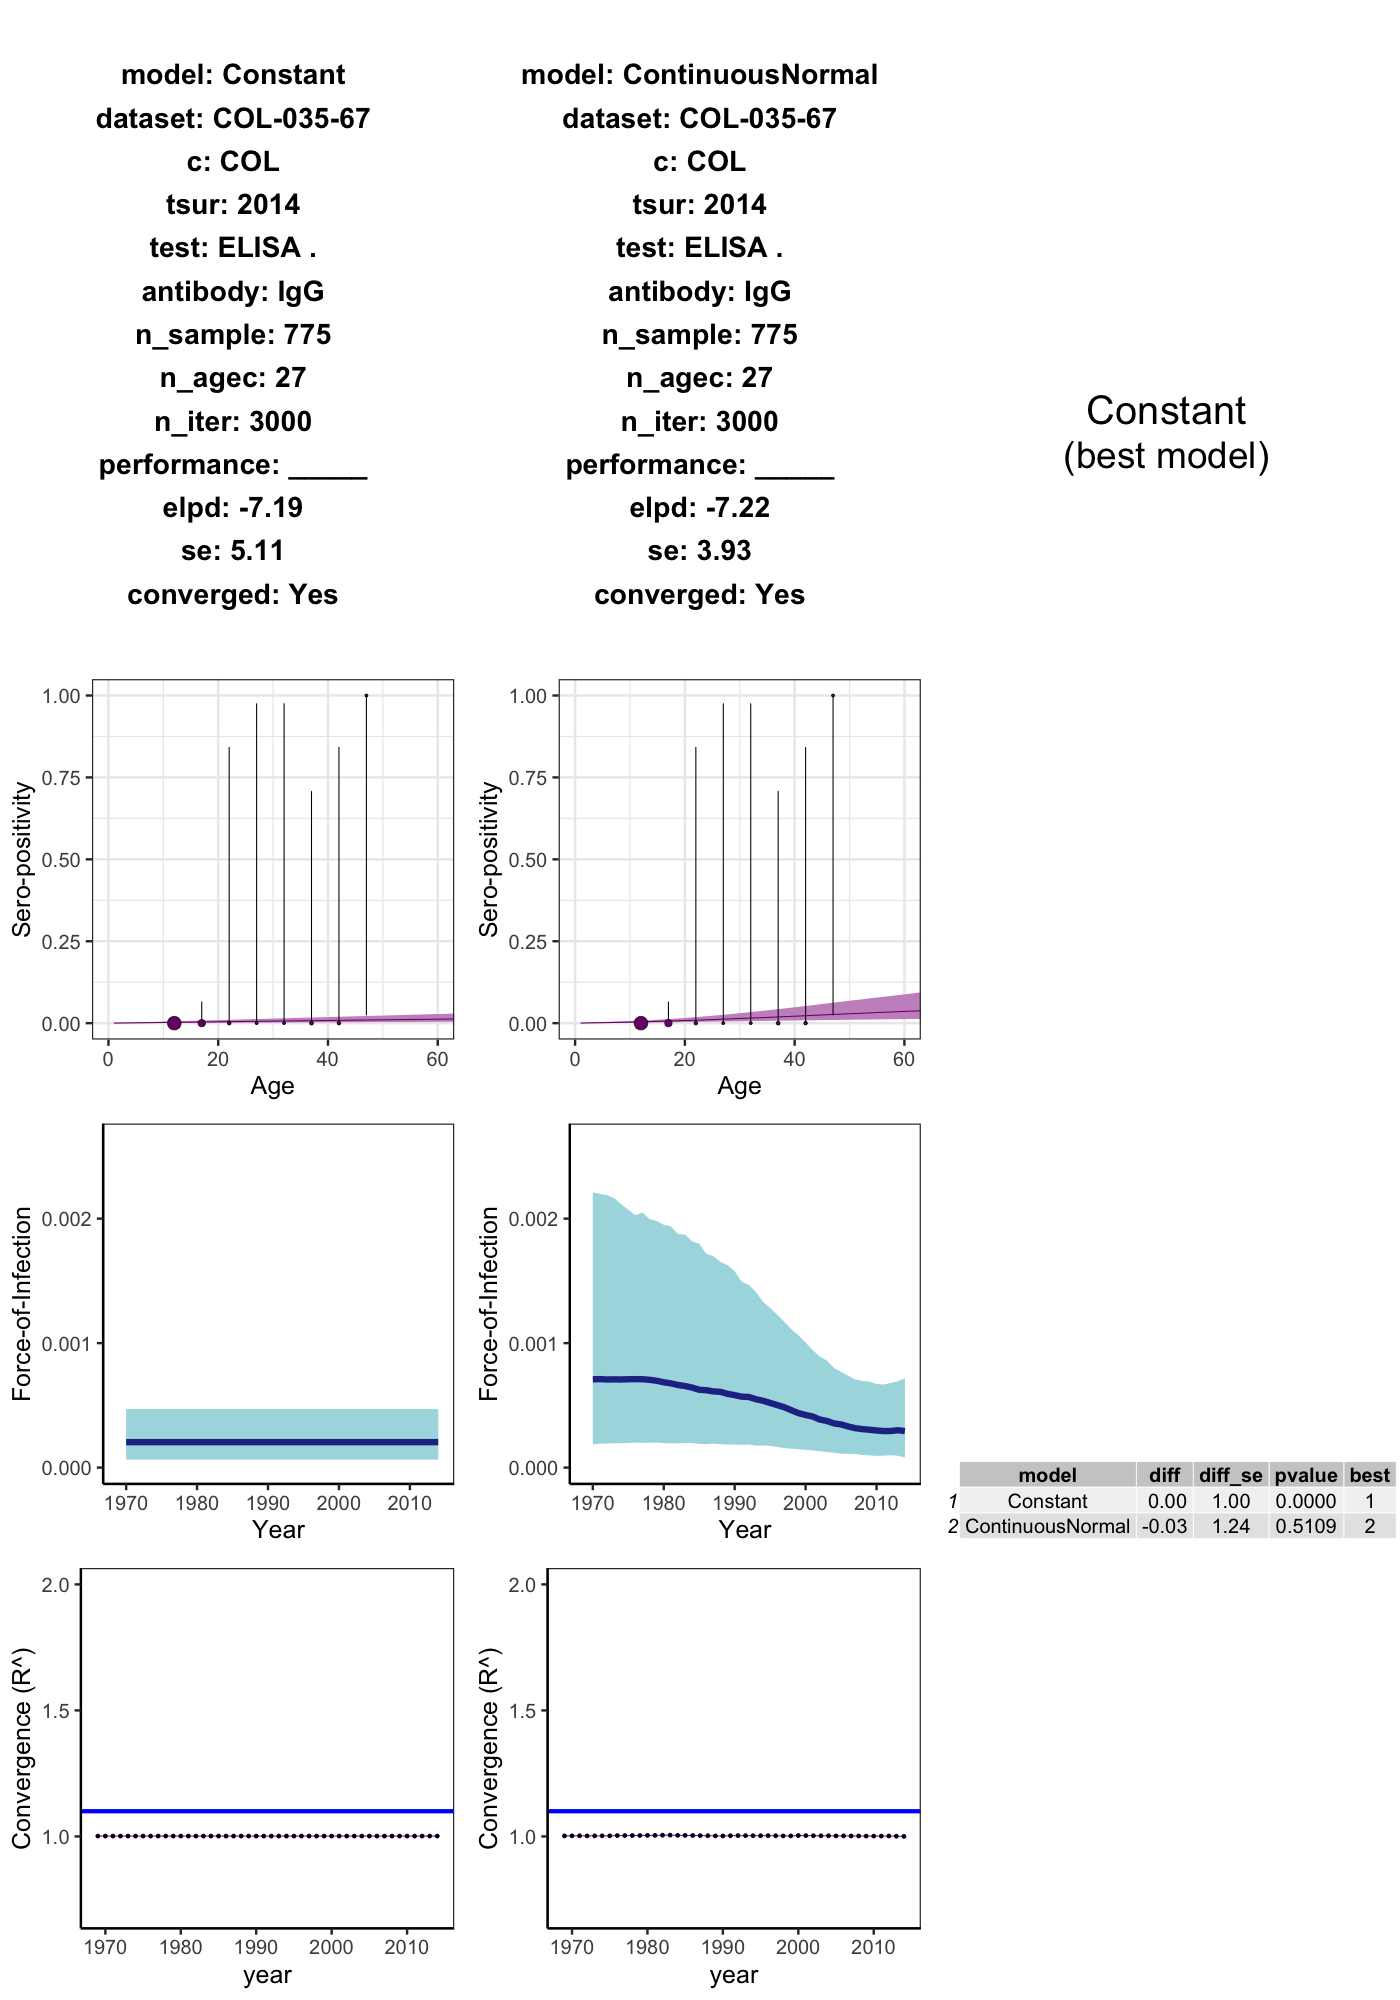 model: Constant
dataset: COL-035-67
c: COL
tsur: 2014
test: ELISA .
antibody: IgG
n_sample: 775
n_agec: 27
n_iter: 3000
performance: _____
elpd: -7.19
se: 5.11
converged: Yes
model: ContinuousNormal
dataset: COL-035-67
c: COL
tsur: 2014
test: ELISA .
antibody: IgG
n_sample: 775
n_agec: 27
n_iter: 3000
performance: _____
elpd: -7.22
se: 3.93
converged: Yes
Constant
(best model)
Sero-positivity
1.00
0.75
0.50
0.25
0.00
0 20 40 60
Age
Sero-positivity
1.00
0.75
0.50
0.25
0.00
0 20 40 60
Age
Force-of-Infection
0.002
0.001
0.000
1970 1980 1990 2000 2010
Year
Force-of-Infection
0.002
0.001
0.000
1970 1980 1990 2000 2010
Year
model diff diff_se pvalue best
1 Constant 0.00 1.00 0.0000 1
2 ContinuousNormal -0.03 1.24 0.5109 2
Convergence (R^)
2.0
1.5
1.0
1970 1980 1990 2000 2010
year
Convergence (R^)
2.0
1.5
1.0
1970 1980 1990 2000 2010
year